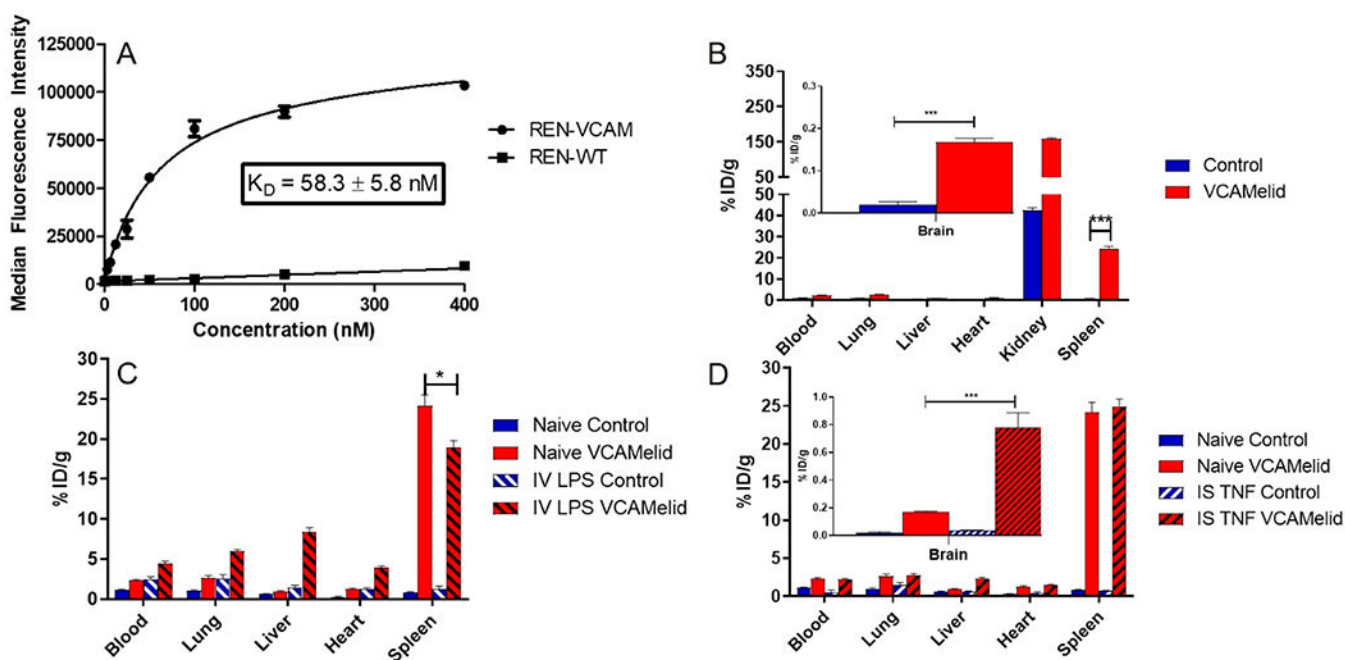 A
Median Fluorescence Intensity
125000
100000
75000
50000
25000
0
0
100
200
300
400
Concentration (nM)
REN-VCAM
REN-WT
K_D = 58.3 ± 5.8 nM
B
% ID/g
350
250
150
50
50
40
30
20
10
0
% ID/g
0.3
0.2
0.1
0.0
***
Brain
***
Blood
Lung
Liver
Heart
Kidney
Spleen
Control
VCAMelid
C
% ID/g
30
25
20
15
10
5
0
*
Blood
Lung
Liver
Heart
Spleen
Naive Control
Naive VCAMelid
IV LPS Control
IV LPS VCAMelid
D
% ID/g
30
25
20
15
10
5
0
% ID/g
1.0
0.8
0.6
0.4
0.2
0.0
***
Brain
Blood
Lung
Liver
Heart
Spleen
Naive Control
Naive VCAMelid
IS TNF Control
IS TNF VCAMelid